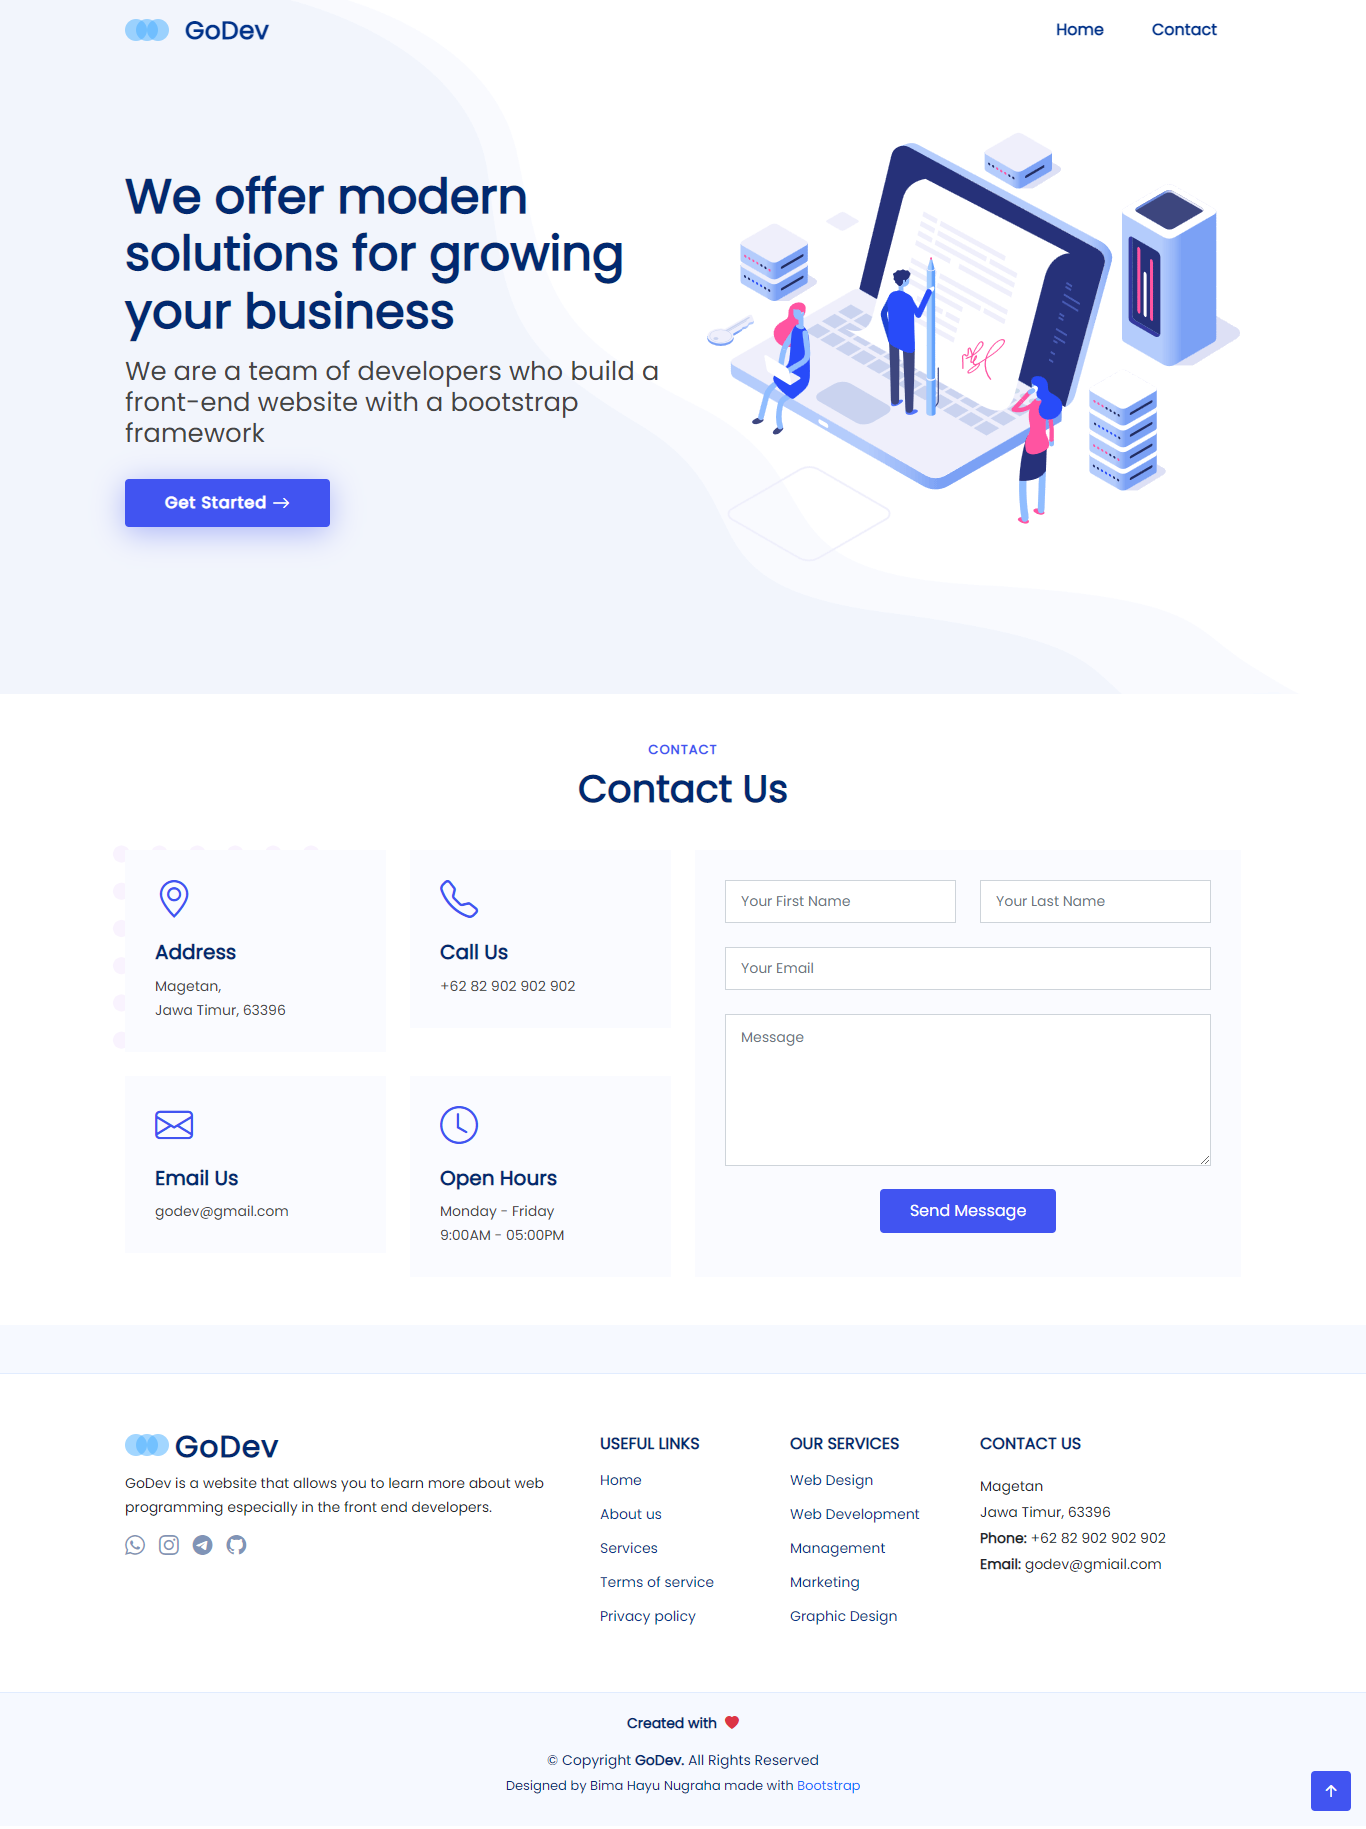 GoDev
Home
Contact
We offer modern
solutions for growing
your business
We are a team of developers who build a
front-end website with a bootstrap
framework
Get Started →
CONTACT
Contact Us
Address
Magetan,
Jawa Timur, 63396
Call Us
+62 82 902 902 902
Email Us
godev@gmail.com
Open Hours
Monday - Friday
9:00AM - 05:00PM
Your First Name
Your Last Name
Your Email
Message
Send Message
GoDev
GoDev is a website that allows you to learn more about web
programming especially in the front end developers.
USEFUL LINKS
Home
About us
Services
Terms of service
Privacy policy
OUR SERVICES
Web Design
Web Development
Management
Marketing
Graphic Design
CONTACT US
Magetan
Jawa Timur, 63396
Phone: +62 82 902 902 902
Email: godev@gmiail.com
Created with
© Copyright GoDev. All Rights Reserved
Designed by Bima Hayu Nugraha made with Bootstrap